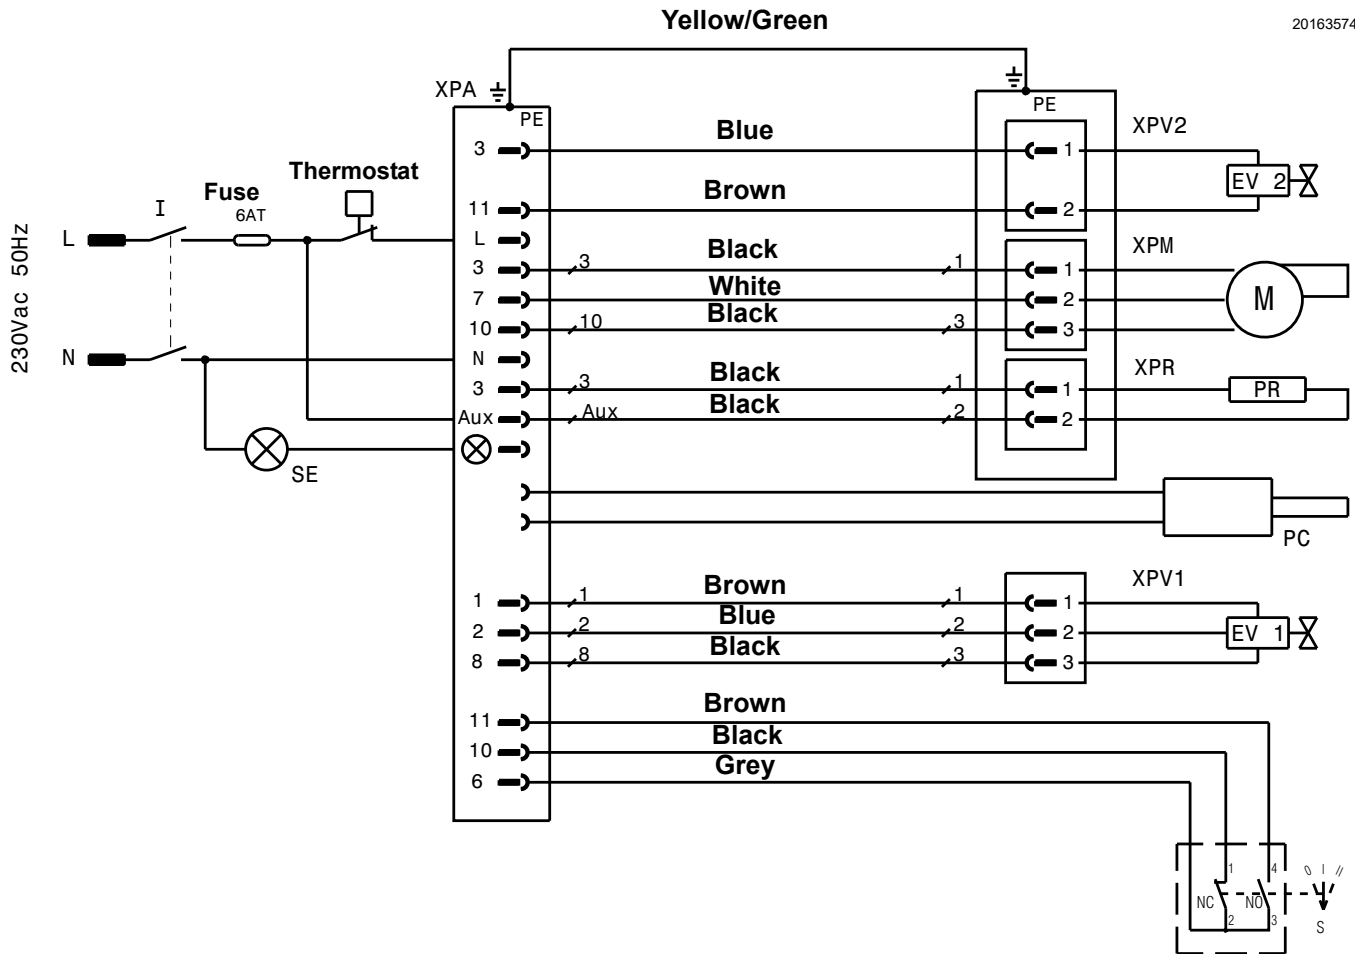 Yellow/Green
20163574
XPA
PE
PE
XPV2
3
Blue
1
EV 2
Thermostat
Fuse
6AT
11
Brown
2
230Vac 50Hz
L
I
L
3
3
Black
1
1
XPM
7
White
2
M
10
10
Black
3
3
N
N
3
3
Black
1
1
XPR
PR
Aux
Aux
Black
2
2
SE
PC
XPV1
1
1
Brown
1
1
2
2
Blue
2
2
EV 1
8
8
Black
3
3
11
Brown
10
Black
6
Grey
1
4
0 I II
NC
NO
2
3
S